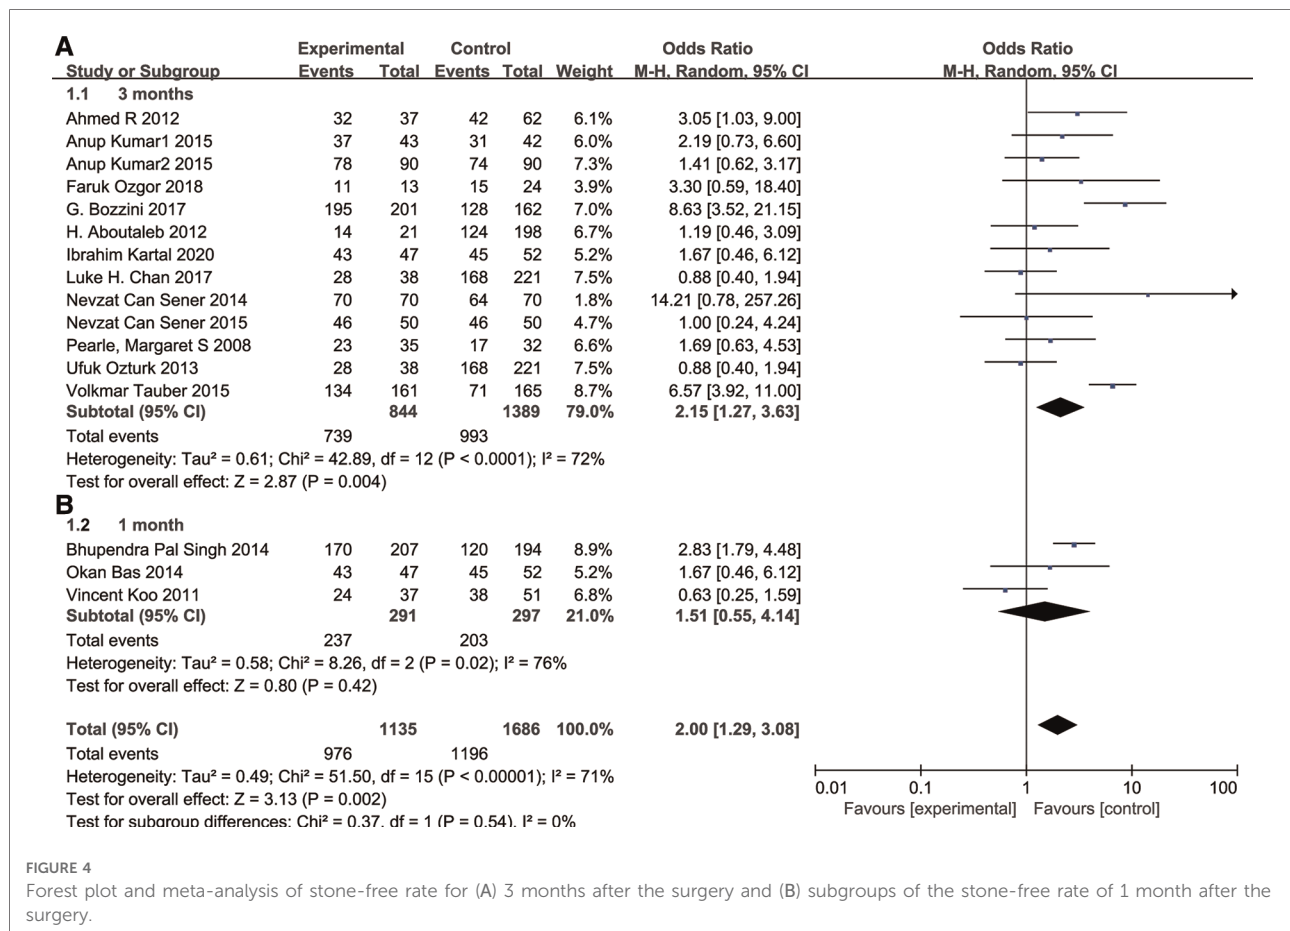 A
Experimental Control Odds Ratio Odds Ratio
Study or Subgroup Events Total Events Total Weight M-H, Random, 95% CI M-H, Random, 95% CI
1.1 3 months
Ahmed R 2012 32 37 42 62 6.1% 3.05 [1.03, 9.00]
Anup Kumar1 2015 37 43 31 42 6.0% 2.19 [0.73, 6.60]
Anup Kumar2 2015 78 90 74 90 7.3% 1.41 [0.62, 3.17]
Faruk Ozgor 2018 11 13 15 24 3.9% 3.30 [0.59, 18.40]
G. Bozzini 2017 195 201 128 162 7.0% 8.63 [3.52, 21.15]
H. Aboutaleb 2012 14 21 124 198 6.7% 1.19 [0.46, 3.09]
Ibrahim Kartal 2020 43 47 45 52 5.2% 1.67 [0.46, 6.12]
Luke H. Chan 2017 28 38 168 221 7.5% 0.88 [0.40, 1.94]
Nevzat Can Sener 2014 70 70 64 70 1.8% 14.21 [0.78, 257.26]
Nevzat Can Sener 2015 46 50 46 50 4.7% 1.00 [0.24, 4.24]
Pearle, Margaret S 2008 23 35 17 32 6.6% 1.69 [0.63, 4.53]
Ufuk Ozturk 2013 28 38 168 221 7.5% 0.88 [0.40, 1.94]
Volkmar Tauber 2015 134 161 71 165 8.7% 6.57 [3.92, 11.00]
Subtotal (95% CI) 844 1389 79.0% 2.15 [1.27, 3.63]
Total events 739 993
Heterogeneity: Tau² = 0.61; Chi² = 42.89, df = 12 (P < 0.0001); I² = 72%
Test for overall effect: Z = 2.87 (P = 0.004)
B
1.2 1 month
Bhupendra Pal Singh 2014 170 207 120 194 8.9% 2.83 [1.79, 4.48]
Okan Bas 2014 43 47 45 52 5.2% 1.67 [0.46, 6.12]
Vincent Koo 2011 24 37 38 51 6.8% 0.63 [0.25, 1.59]
Subtotal (95% CI) 291 297 21.0% 1.51 [0.55, 4.14]
Total events 237 203
Heterogeneity: Tau² = 0.58; Chi² = 8.26, df = 2 (P = 0.02); I² = 76%
Test for overall effect: Z = 0.80 (P = 0.42)
Total (95% CI) 1135 1686 100.0% 2.00 [1.29, 3.08]
Total events 976 1196
Heterogeneity: Tau² = 0.49; Chi² = 51.50, df = 15 (P < 0.00001); I² = 71%
Test for overall effect: Z = 3.13 (P = 0.002)
Test for subgroup differences: Chi² = 0.37, df = 1 (P = 0.54), I² = 0%
0.01 0.1 1 10 100
Favours [experimental] Favours [control]
FIGURE 4
Forest plot and meta-analysis of stone-free rate for (A) 3 months after the surgery and (B) subgroups of the stone-free rate of 1 month after the
surgery.